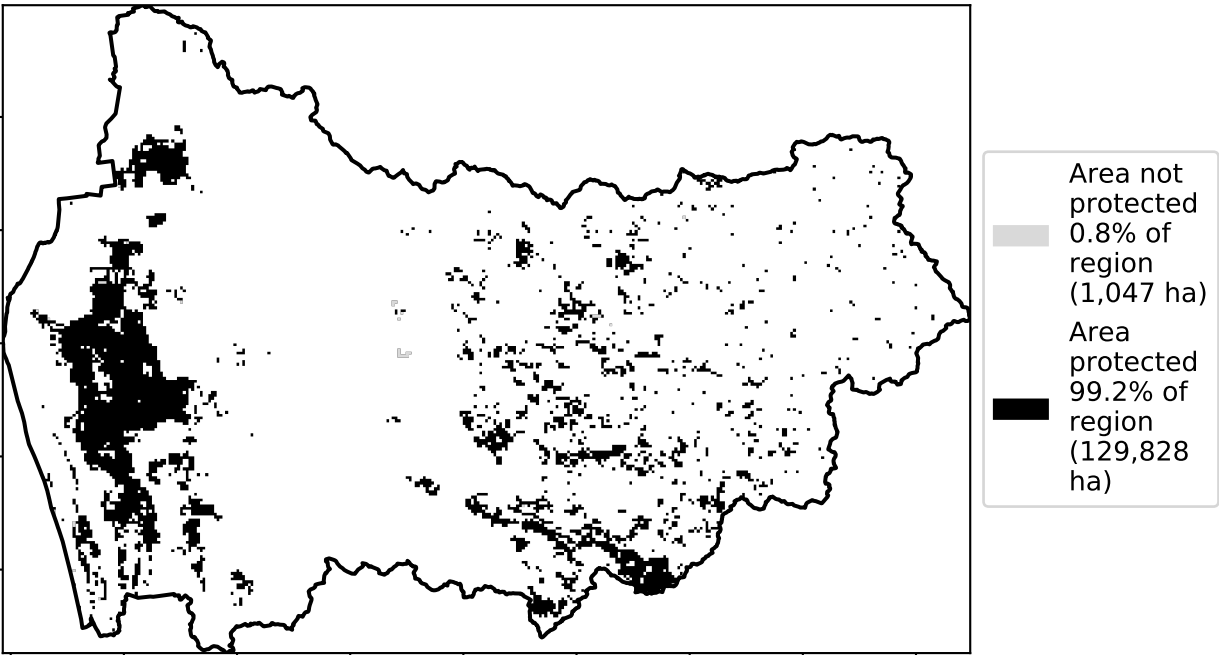 Area not
protected
0.8% of
region
(1,047 ha)
Area
protected
99.2% of
region
(129,828
ha)